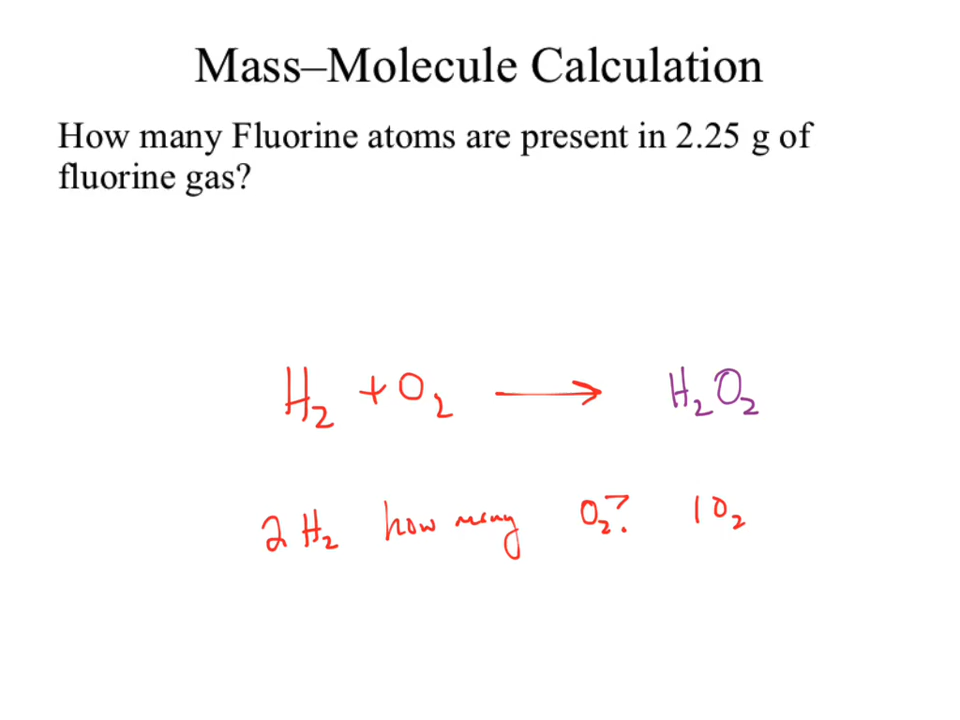 Mass–Molecule Calculation
How many Fluorine atoms are present in 2.25 g of
fluorine gas?
H₂ + O₂ ⟶ H₂O₂
2 H₂ how many O₂? 1 O₂